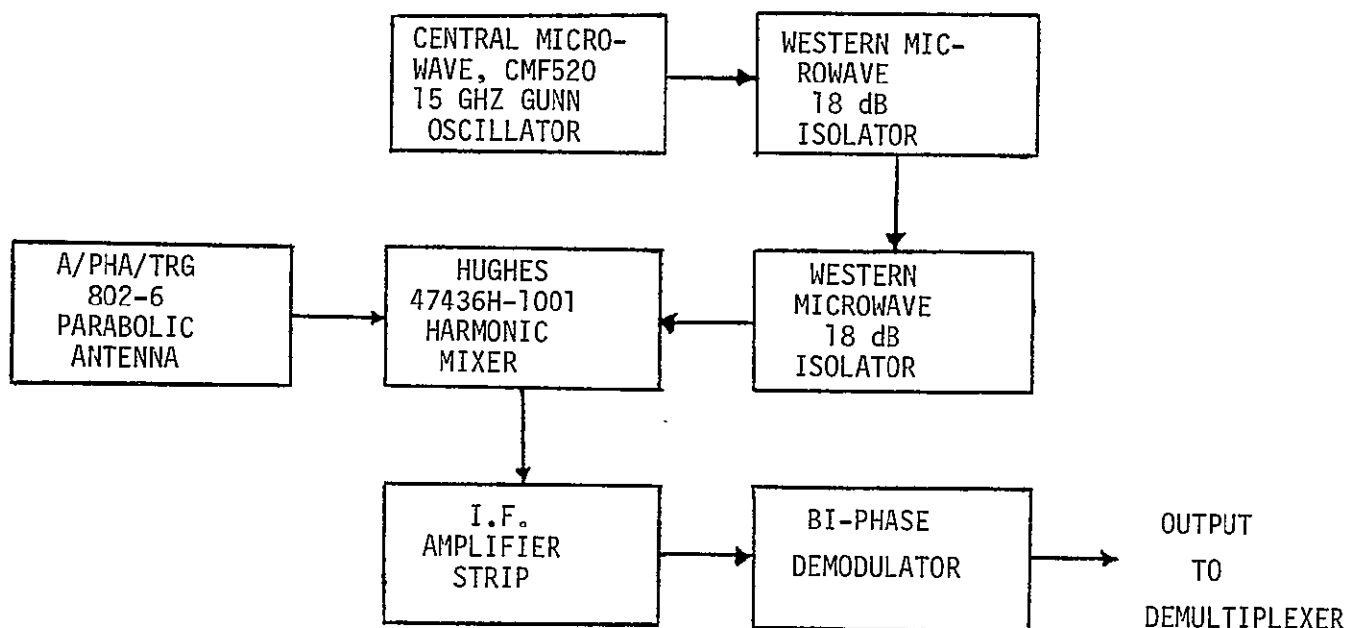 CENTRAL MICRO-
WAVE, CMF520
15 GHZ GUNN
OSCILLATOR
WESTERN MIC-
ROWAVE
18 dB
ISOLATOR
A/PHA/TRG
802-6
PARABOLIC
ANTENNA
HUGHES
47436H-1001
HARMONIC
MIXER
WESTERN
MICROWAVE
18 dB
ISOLATOR
I.F.
AMPLIFIER
STRIP
BI-PHASE
DEMODULATOR
OUTPUT
TO
DEMULTIPLEXER